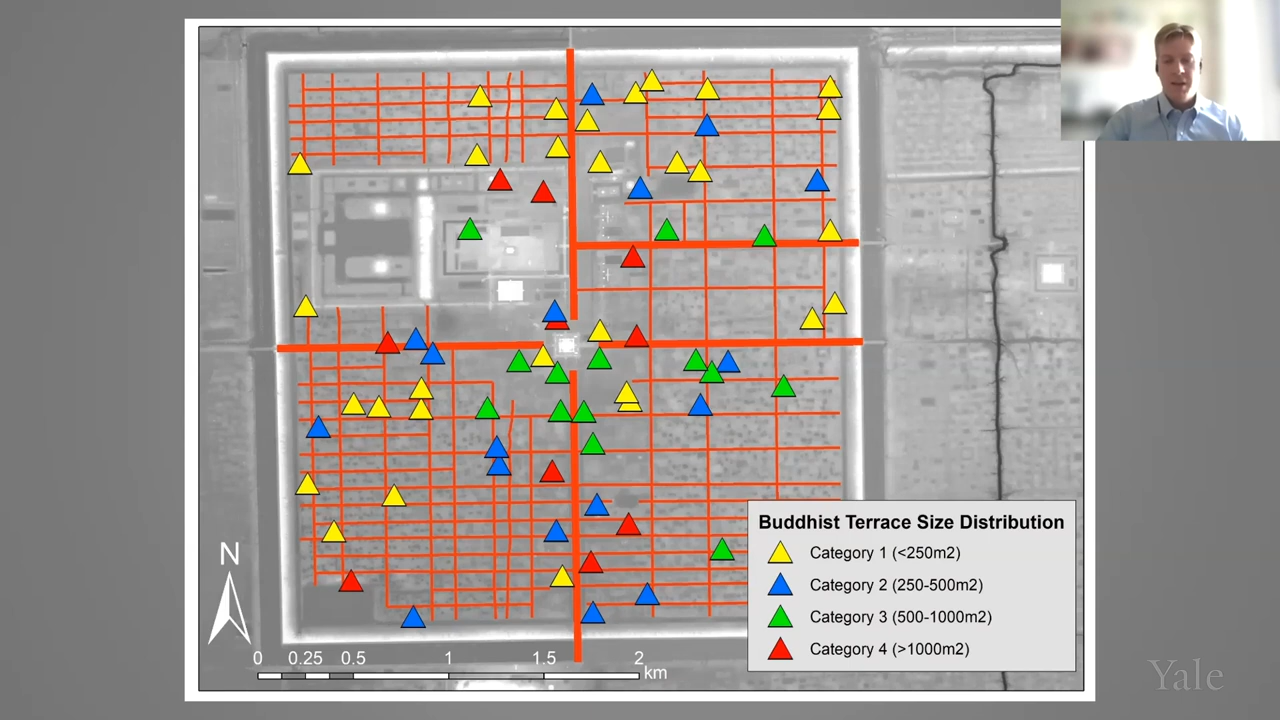 N
0 0.25 0.5 1 1.5 2
km
Buddhist Terrace Size Distribution
Category 1 (<250m2)
Category 2 (250-500m2)
Category 3 (500-1000m2)
Category 4 (>1000m2)
Yale